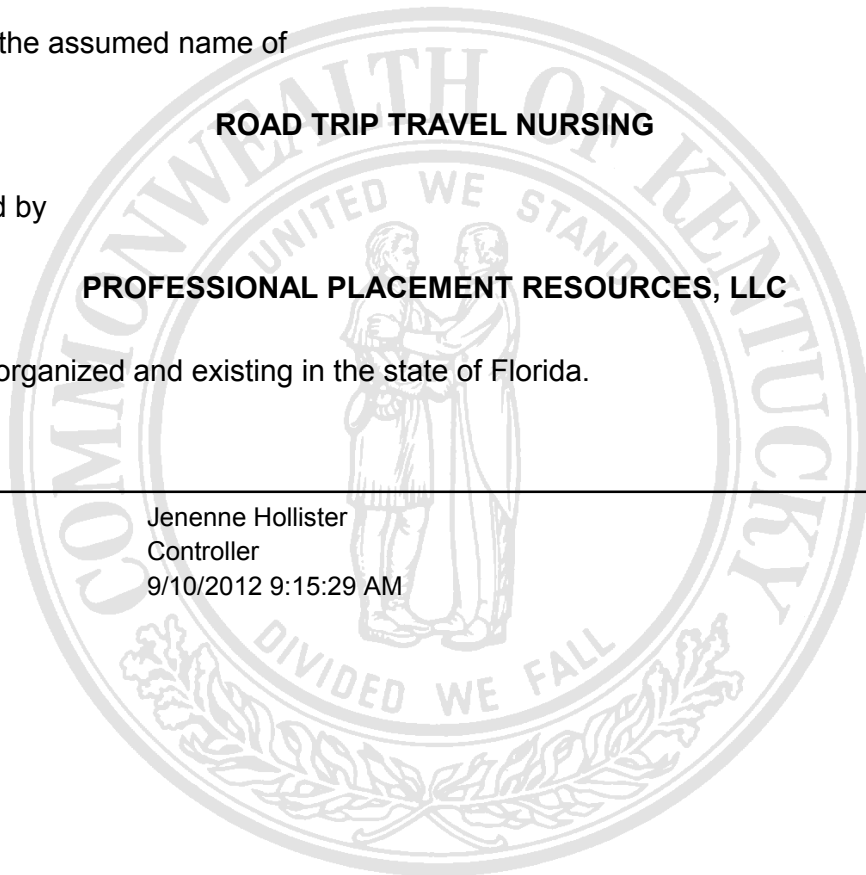 the assumed name of
ROAD TRIP TRAVEL NURSING
d by
PROFESSIONAL PLACEMENT RESOURCES, LLC
organized and existing in the state of Florida.
Jenenne Hollister
Controller
9/10/2012 9:15:29 AM
COMMONWEALTH OF KENTUCKY
UNITED WE STAND
DIVIDED WE FALL